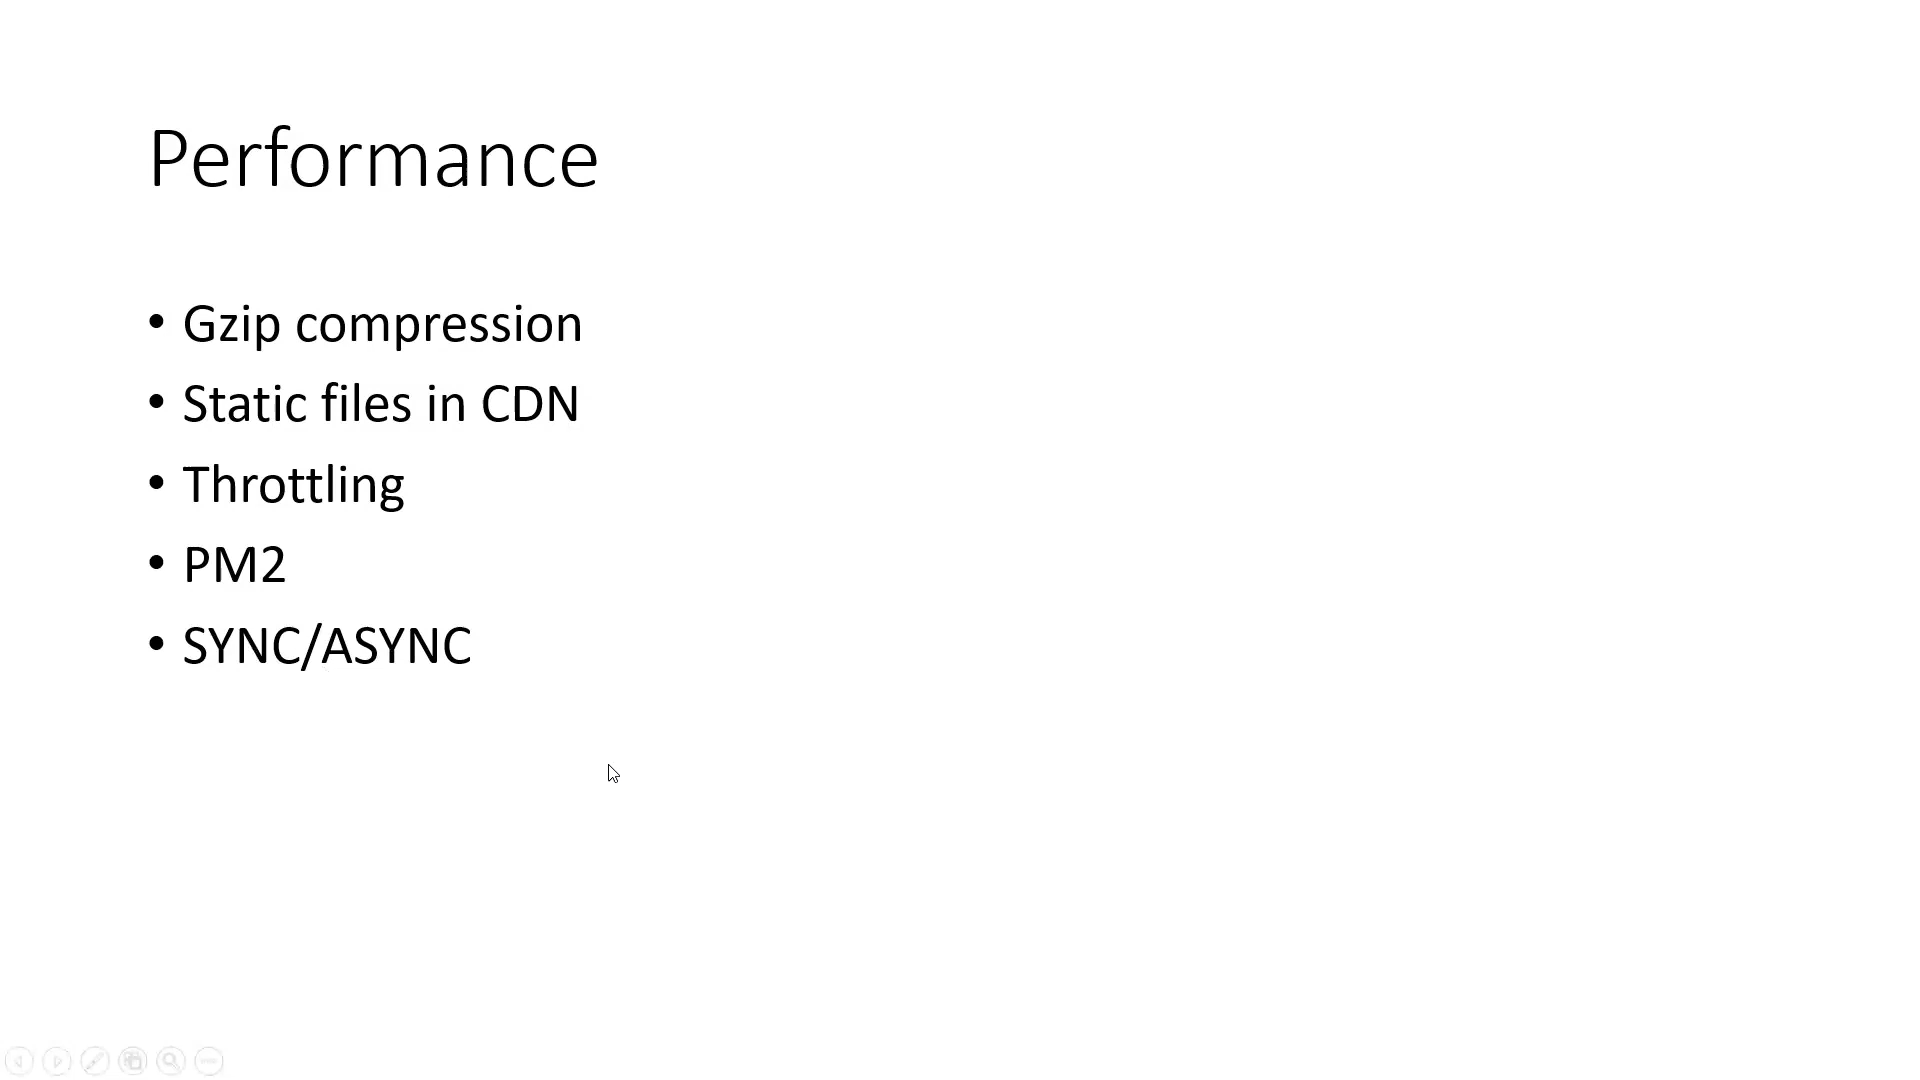 Performance
• Gzip compression
• Static files in CDN
• Throttling
• PM2
• SYNC/ASYNC